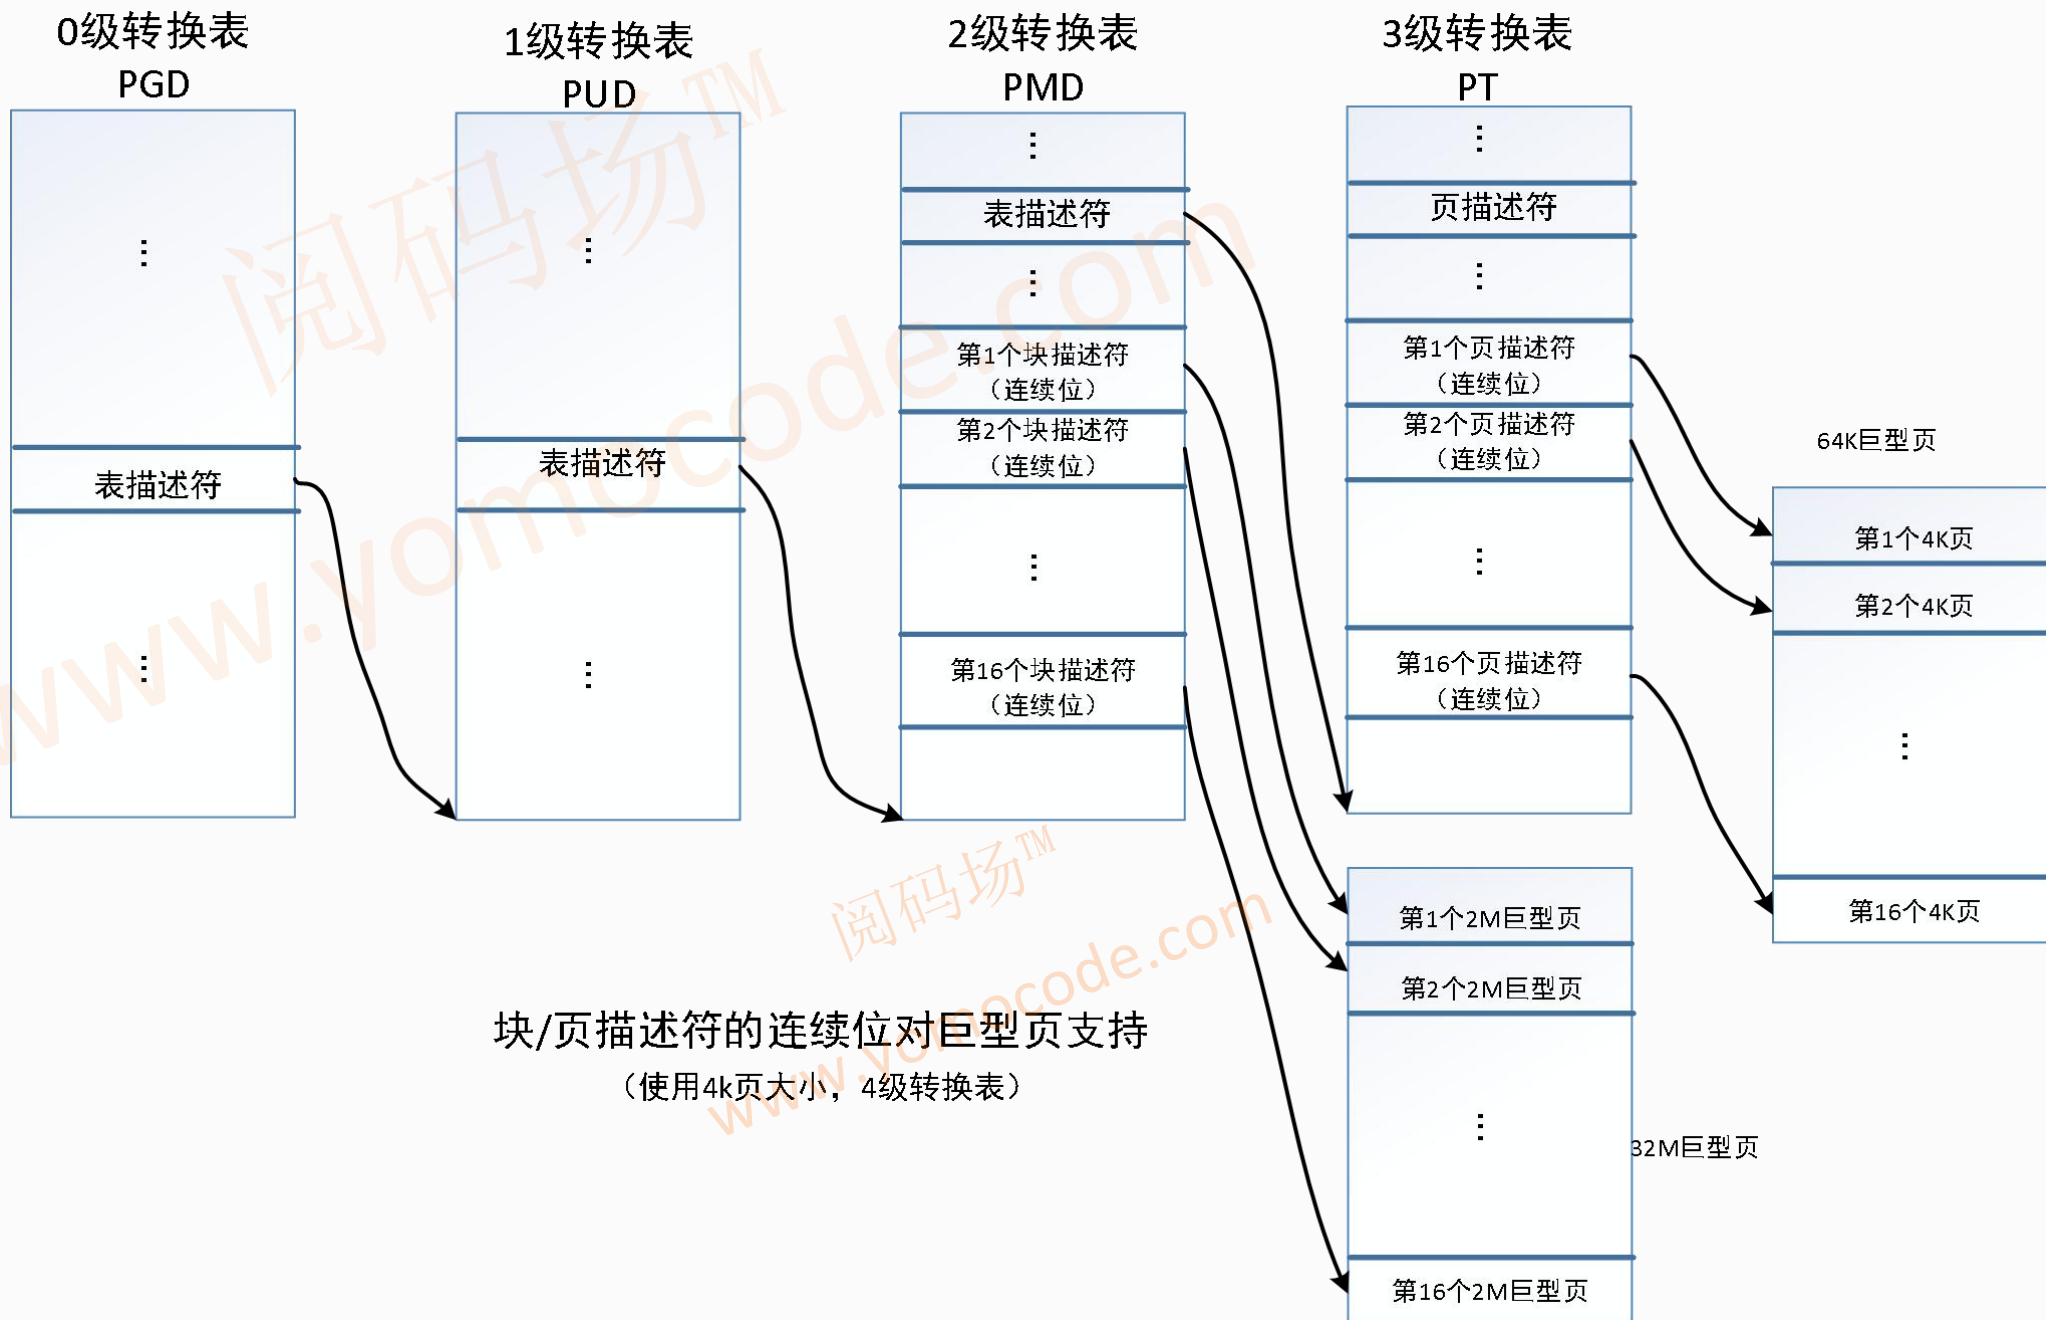 0级转换表
PGD
⋮
表描述符
⋮
1级转换表
PUD
⋮
表描述符
⋮
2级转换表
PMD
⋮
表描述符
⋮
第1个块描述符
（连续位）
第2个块描述符
（连续位）
⋮
第16个块描述符
（连续位）
3级转换表
PT
⋮
页描述符
⋮
第1个页描述符
（连续位）
第2个页描述符
（连续位）
⋮
第16个页描述符
（连续位）
64K巨型页
第1个4K页
第2个4K页
⋮
第16个4K页
第1个2M巨型页
第2个2M巨型页
⋮
第16个2M巨型页
32M巨型页
块/页描述符的连续位对巨型页支持
（使用4k页大小，4级转换表）
阅码场™
www.yomocode.com
阅码场™
www.yomocode.com